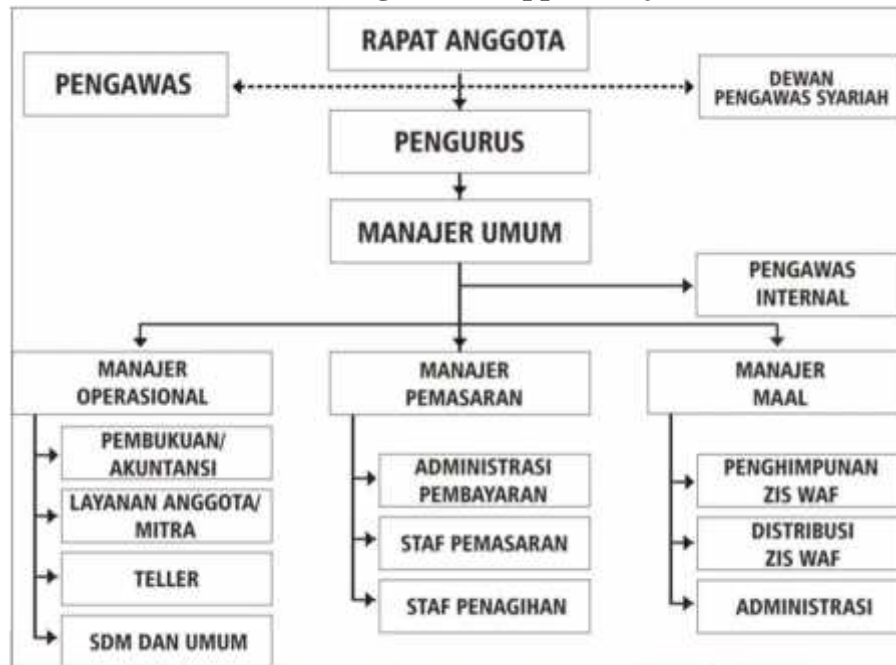 RAPAT ANGGOTA
PENGAWAS
DEWAN
PENGAWAS SYARIAH
PENGURUS
MANAJER UMUM
PENGAWAS
INTERNAL
MANAJER
OPERASIONAL
PEMBUKUAN/
AKUNTANSI
LAYANAN ANGGOTA/
MITRA
TELLER
SDM DAN UMUM
MANAJER
PEMASARAN
ADMINISTRASI
PEMBAYARAN
STAF PEMASARAN
STAF PENAGIHAN
MANAJER
MAAL
PENGHIMPUNAN
ZIS WAF
DISTRIBUSI
ZIS WAF
ADMINISTRASI